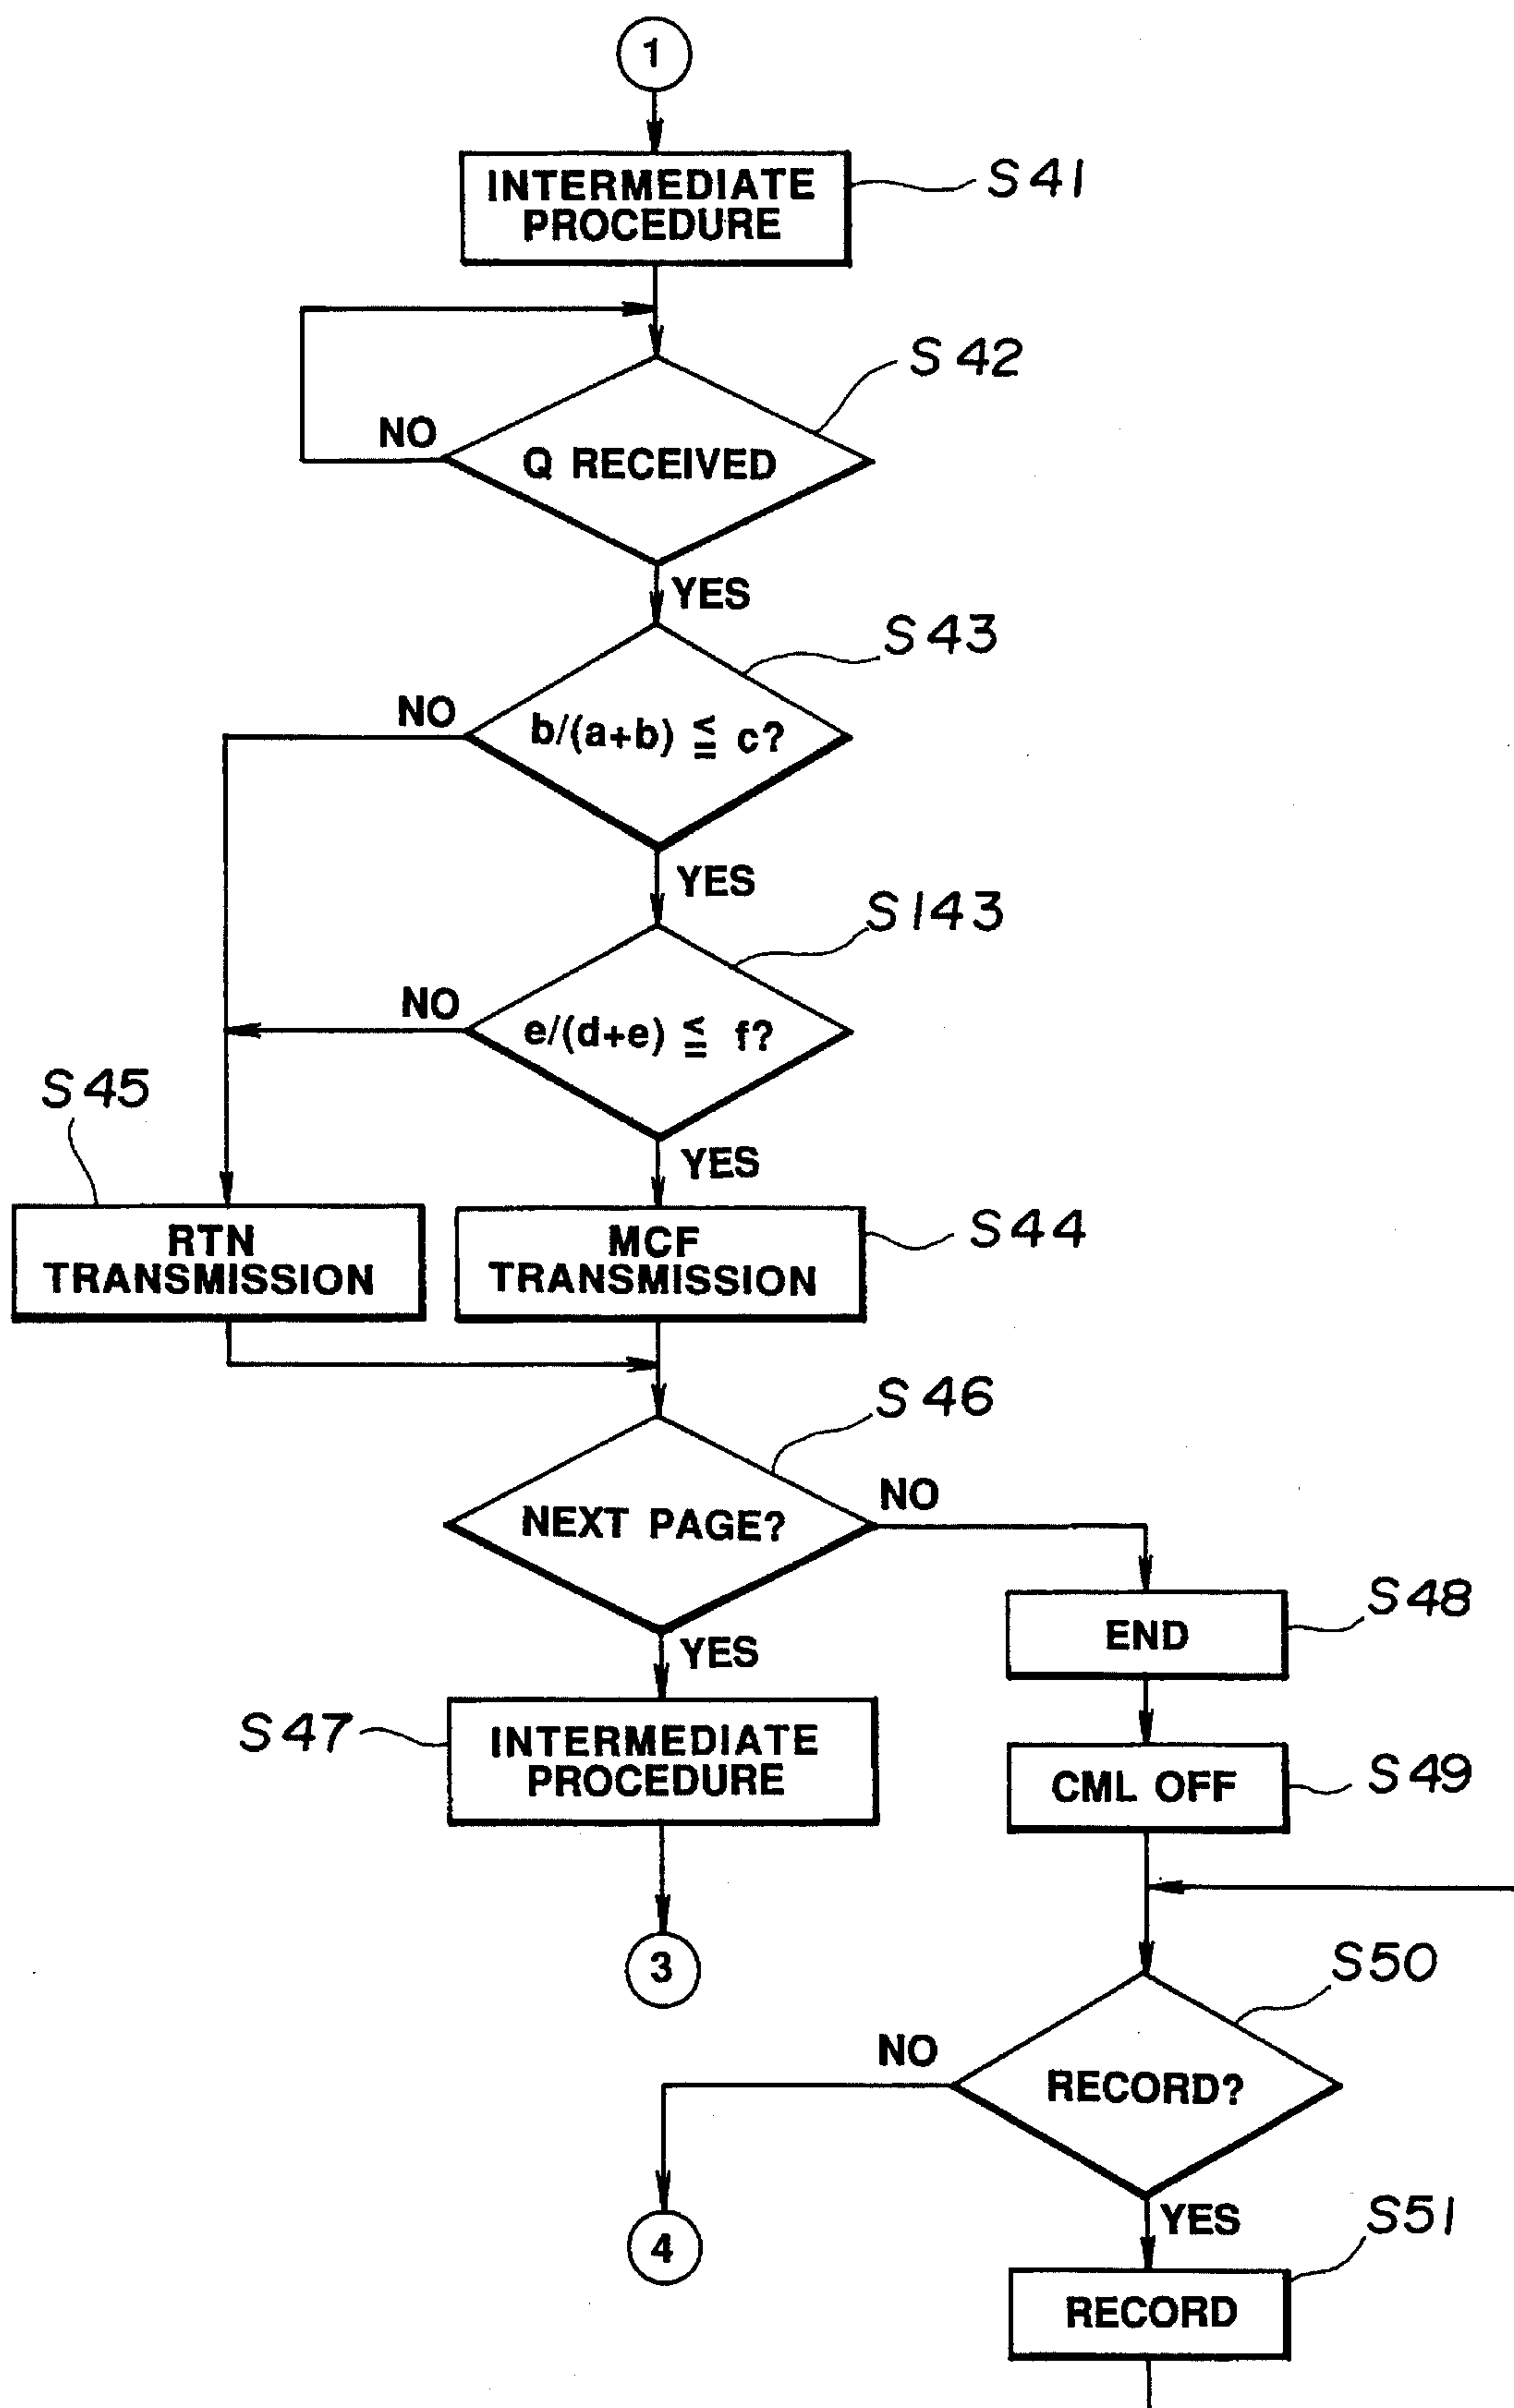 1
INTERMEDIATE
PROCEDURE
S41
S42
NO
Q RECEIVED
YES
S43
NO
b/(a+b) ≦ c?
YES
S143
NO
e/(d+e) ≦ f?
S45
YES
RTN
TRANSMISSION
MCF
TRANSMISSION
S44
S46
NO
NEXT PAGE?
S48
END
YES
S47
INTERMEDIATE
PROCEDURE
CML OFF
S49
3
S50
NO
RECORD?
4
YES
S51
RECORD